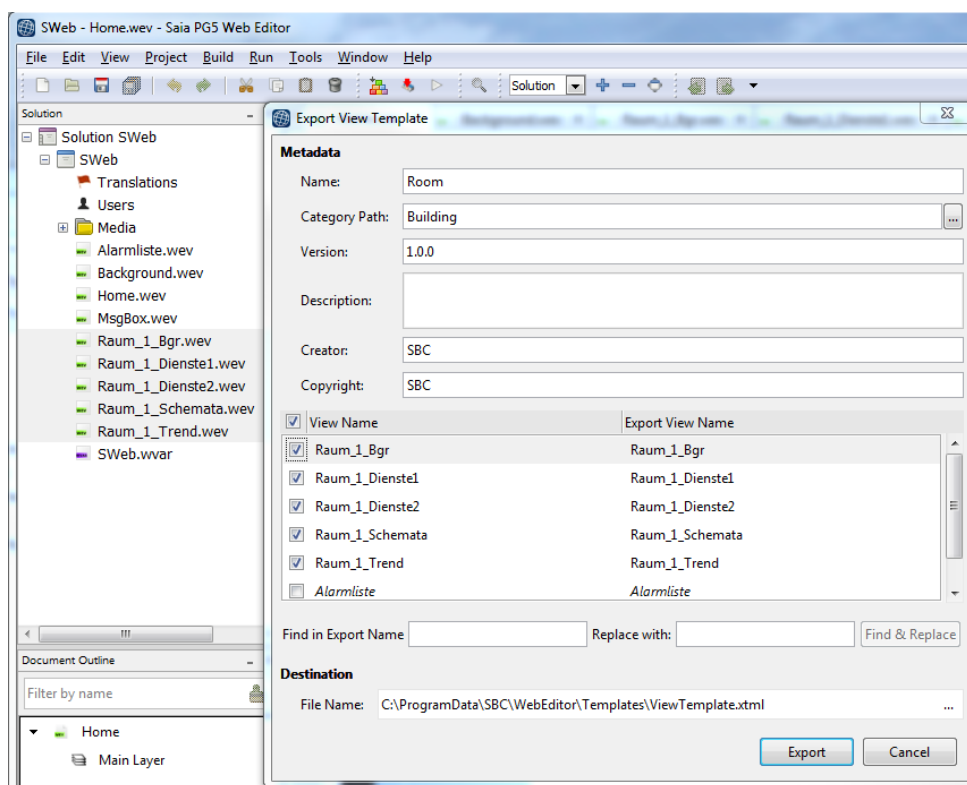 SWeb - Home.wev - Saia PG5 Web Editor
File Edit View Project Build Run Tools Window Help
Solution
Solution
Solution SWeb
SWeb
Translations
Users
Media
Alarmliste.wev
Background.wev
Home.wev
MsgBox.wev
Raum_1_Bgr.wev
Raum_1_Dienste1.wev
Raum_1_Dienste2.wev
Raum_1_Schemata.wev
Raum_1_Trend.wev
SWeb.wvar
Document Outline
Filter by name
Home
Main Layer
Export View Template
Metadata
Name: Room
Category Path: Building ...
Version: 1.0.0
Description:
Creator: SBC
Copyright: SBC
View Name Export View Name
Raum_1_Bgr Raum_1_Bgr
Raum_1_Dienste1 Raum_1_Dienste1
Raum_1_Dienste2 Raum_1_Dienste2
Raum_1_Schemata Raum_1_Schemata
Raum_1_Trend Raum_1_Trend
Alarmliste Alarmliste
Find in Export Name Replace with: Find & Replace
Destination
File Name: C:\ProgramData\SBC\WebEditor\Templates\ViewTemplate.xtml ...
Export Cancel